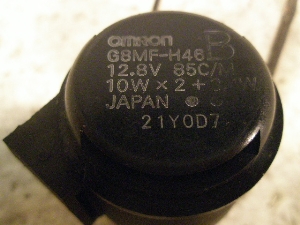 omron
G8MF-H46 B
12.8V 85C/M
10W × 2 +
JAPAN
21Y0D7